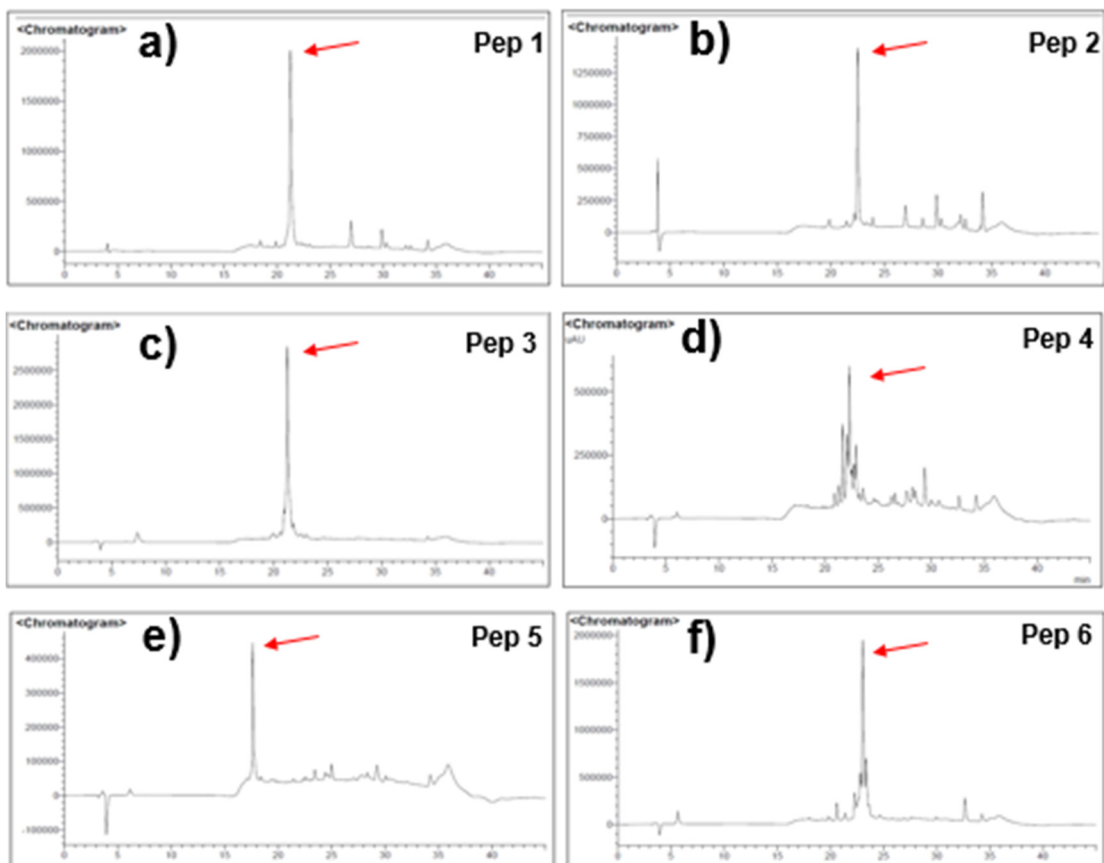 <Chromatogram>
a)
Pep 1
2000000
1500000
1000000
500000
0
0 5 10 15 20 25 30 35 40
<Chromatogram>
b)
Pep 2
1250000
1000000
750000
500000
250000
0
0 5 10 15 20 25 30 35 40
<Chromatogram>
c)
Pep 3
2500000
2000000
1500000
1000000
500000
0
0 5 10 15 20 25 30 35 40
<Chromatogram>
uAU
d)
Pep 4
500000
250000
0
0 5 10 15 20 25 30 35 40
min
<Chromatogram>
e)
Pep 5
400000
300000
200000
100000
0
-100000
0 5 10 15 20 25 30 35 40
<Chromatogram>
f)
Pep 6
2000000
1500000
1000000
500000
0
0 5 10 15 20 25 30 35 40